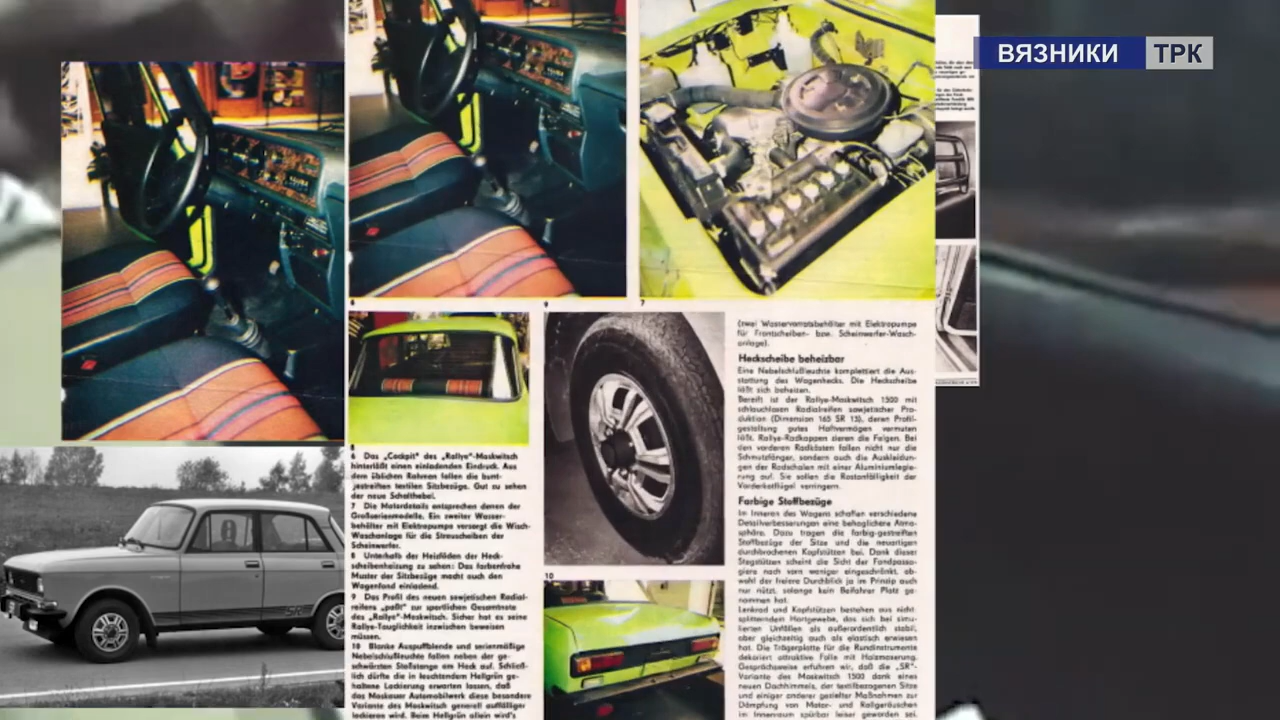 ВЯЗНИКИ ТРК
6
9
7
8
6 Das „Cockpit" des „Rallye"-Moskwitsch
hinterläßt einen einladenden Eindruck. Aus
dem üblichen Rahmen fallen die bunt-
gestreiften textilen Sitzbezüge. Gut zu sehen
der neue Schalthebel.
7 Die Motordetails entsprechen denen der
Großserienmodelle. Ein zweiter Wasser-
behälter mit Elektropumpe versorgt die Wisch-
Waschanlage für die Streuscheiben der
Scheinwerfer.
8 Unterhalb der Heizfäden der Heck-
scheibenheizung zu sehen: Das farbenfrohe
Muster der Sitzbezüge macht auch den
Wagenfond einladend.
9 Das Profil des neuen sowjetischen Radial-
reifens „paßt" zur sportlichen Gesamtnote
des „Rallye"-Moskwitsch. Sicher hat es seine
Rallye-Tauglichkeit inzwischen beweisen
müssen.
10 Blanke Auspuffblende und serienmäßige
Nebelschlußleuchte fallen neben der ge-
schwärzten Stoßstange am Heck auf. Schließ-
lich dürfte die in leuchtendem Hellgrün ge-
haltene Lackierung erwarten lassen, daß
das Moskauer Automobilwerk diese besondere
Variante des Moskwitsch generell auffälliger
lackieren wird. Beim Hellgrün allein wird's
10
(zwei Wasservorratsbehälter mit Elektropumpe
für Frontscheiben- bzw. Scheinwerfer-Wasch-
anlage).
Heckscheibe beheizbar
Eine Nebelschlußleuchte komplettiert die Aus-
stattung des Wagenhecks. Die Heckscheibe
läßt sich beheizen.
Bereift ist der Rallye-Moskwitsch 1500 mit
schlauchlosen Radialreifen sowjetischer Pro-
duktion (Dimension 165 SR 13), deren Profil-
gestaltung gutes Haftvermögen vermuten
läßt. Rallye-Radkappen zieren die Felgen. Bei
den vorderen Radkästen fallen nicht nur die
Schmutzfänger, sondern auch die Auskleidun-
gen der Radschalen mit einer Aluminiumlegie-
rung auf. Sie sollen die Rostanfälligkeit der
Vorderkotflügel verringern.
Farbige Stoffbezüge
Im Inneren des Wagens schaffen verschiedene
Detailverbesserungen eine behagliche Atmo-
sphäre. Dazu tragen die farbig-gestreiften
Stoffbezüge der Sitze und die neuartigen
durchbrochenen Kopfstützen bei. Dank dieser
Stegstützen scheint die Sicht der Fondpassa-
giere nach vorn weniger eingeschränkt, ob-
wohl der freiere Durchblick ja im Prinzip auch
nur nützt, solange kein Beifahrer Platz ge-
nommen hat.
Lenkrad und Kopfstützen bestehen aus nicht
splitterndem Hartgewebe, das sich bei simu-
lierten Unfällen als außerordentlich stabil,
aber gleichzeitig auch als elastisch erwiesen
hat. Die Trägerplatte für die Rundinstrumente
dekoriert attraktive Folie mit Holzmaserung.
Gesprächsweise erfuhren wir, daß die „SR"-
Variante des Moskwitsch 1500 dank eines
neuen Dachhimmels, der textilbezogenen Sitze
und einiger anderer gezielter Maßnahmen zur
Dämpfung von Motor- und Rollgeräuschen
im Innenraum spürbar leiser geworden sei.